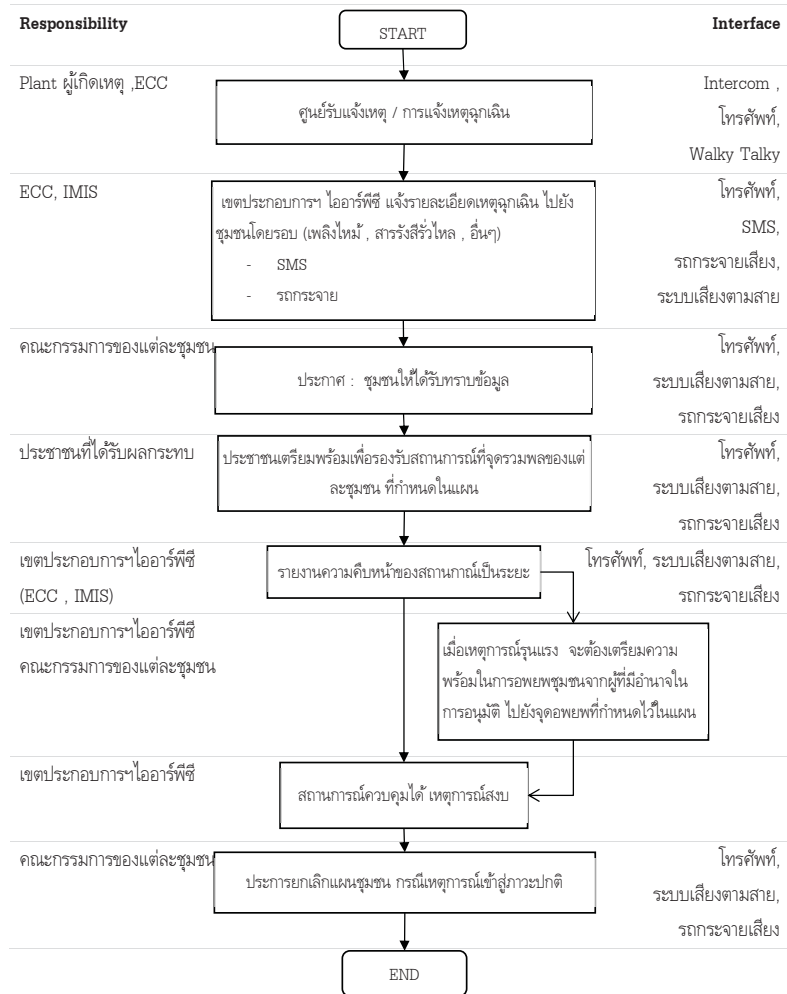 Responsibility
START
Interface
Plant ผู้เกิดเหตุ ,ECC
ศูนย์รับแจ้งเหตุ / การแจ้งเหตุฉุกเฉิน
Intercom ,
โทรศัพท์,
Walky Talky
ECC, IMIS
เขตประกอบการฯ ไออาร์พีซี แจ้งรายละเอียดเหตุฉุกเฉิน ไปยัง
ชุมชนโดยรอบ (เพลิงไหม้ , สารรังสีรั่วไหล , อื่นๆ)
- SMS
- รถกระจาย
โทรศัพท์,
SMS,
รถกระจายเสียง,
ระบบเสียงตามสาย
คณะกรรมการของแต่ละชุมชน
ประกาศ : ชุมชนให้ได้รับทราบข้อมูล
โทรศัพท์,
ระบบเสียงตามสาย,
รถกระจายเสียง
ประชาชนที่ได้รับผลกระทบ
ประชาชนเตรียมพร้อมเพื่อรองรับสถานการณ์ที่จุดรวมพลของแต่
ละชุมชน ที่กำหนดในแผน
โทรศัพท์,
ระบบเสียงตามสาย,
รถกระจายเสียง
เขตประกอบการฯไออาร์พีซี
(ECC , IMIS)
รายงานความคืบหน้าของสถานกาณ์เป็นระยะ
โทรศัพท์, ระบบเสียงตามสาย,
รถกระจายเสียง
เขตประกอบการฯไออาร์พีซี
คณะกรรมการของแต่ละชุมชน
เมื่อเหตุการณ์รุนแรง จะต้องเตรียมความ
พร้อมในการอพยพชุมชนจากผู้ที่มีอำนาจใน
การอนุมัติ ไปยังจุดอพยพที่กำหนดไว้ในแผน
เขตประกอบการฯไออาร์พีซี
สถานการณ์ควบคุมได้ เหตุการณ์สงบ
คณะกรรมการของแต่ละชุมชน
ประการยกเลิกแผนชุมชน กรณีเหตุการณ์เข้าสู่ภาวะปกติ
โทรศัพท์,
ระบบเสียงตามสาย,
รถกระจายเสียง
END